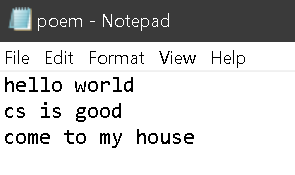 poem - Notepad
File Edit Format View Help
hello world
cs is good
come to my house